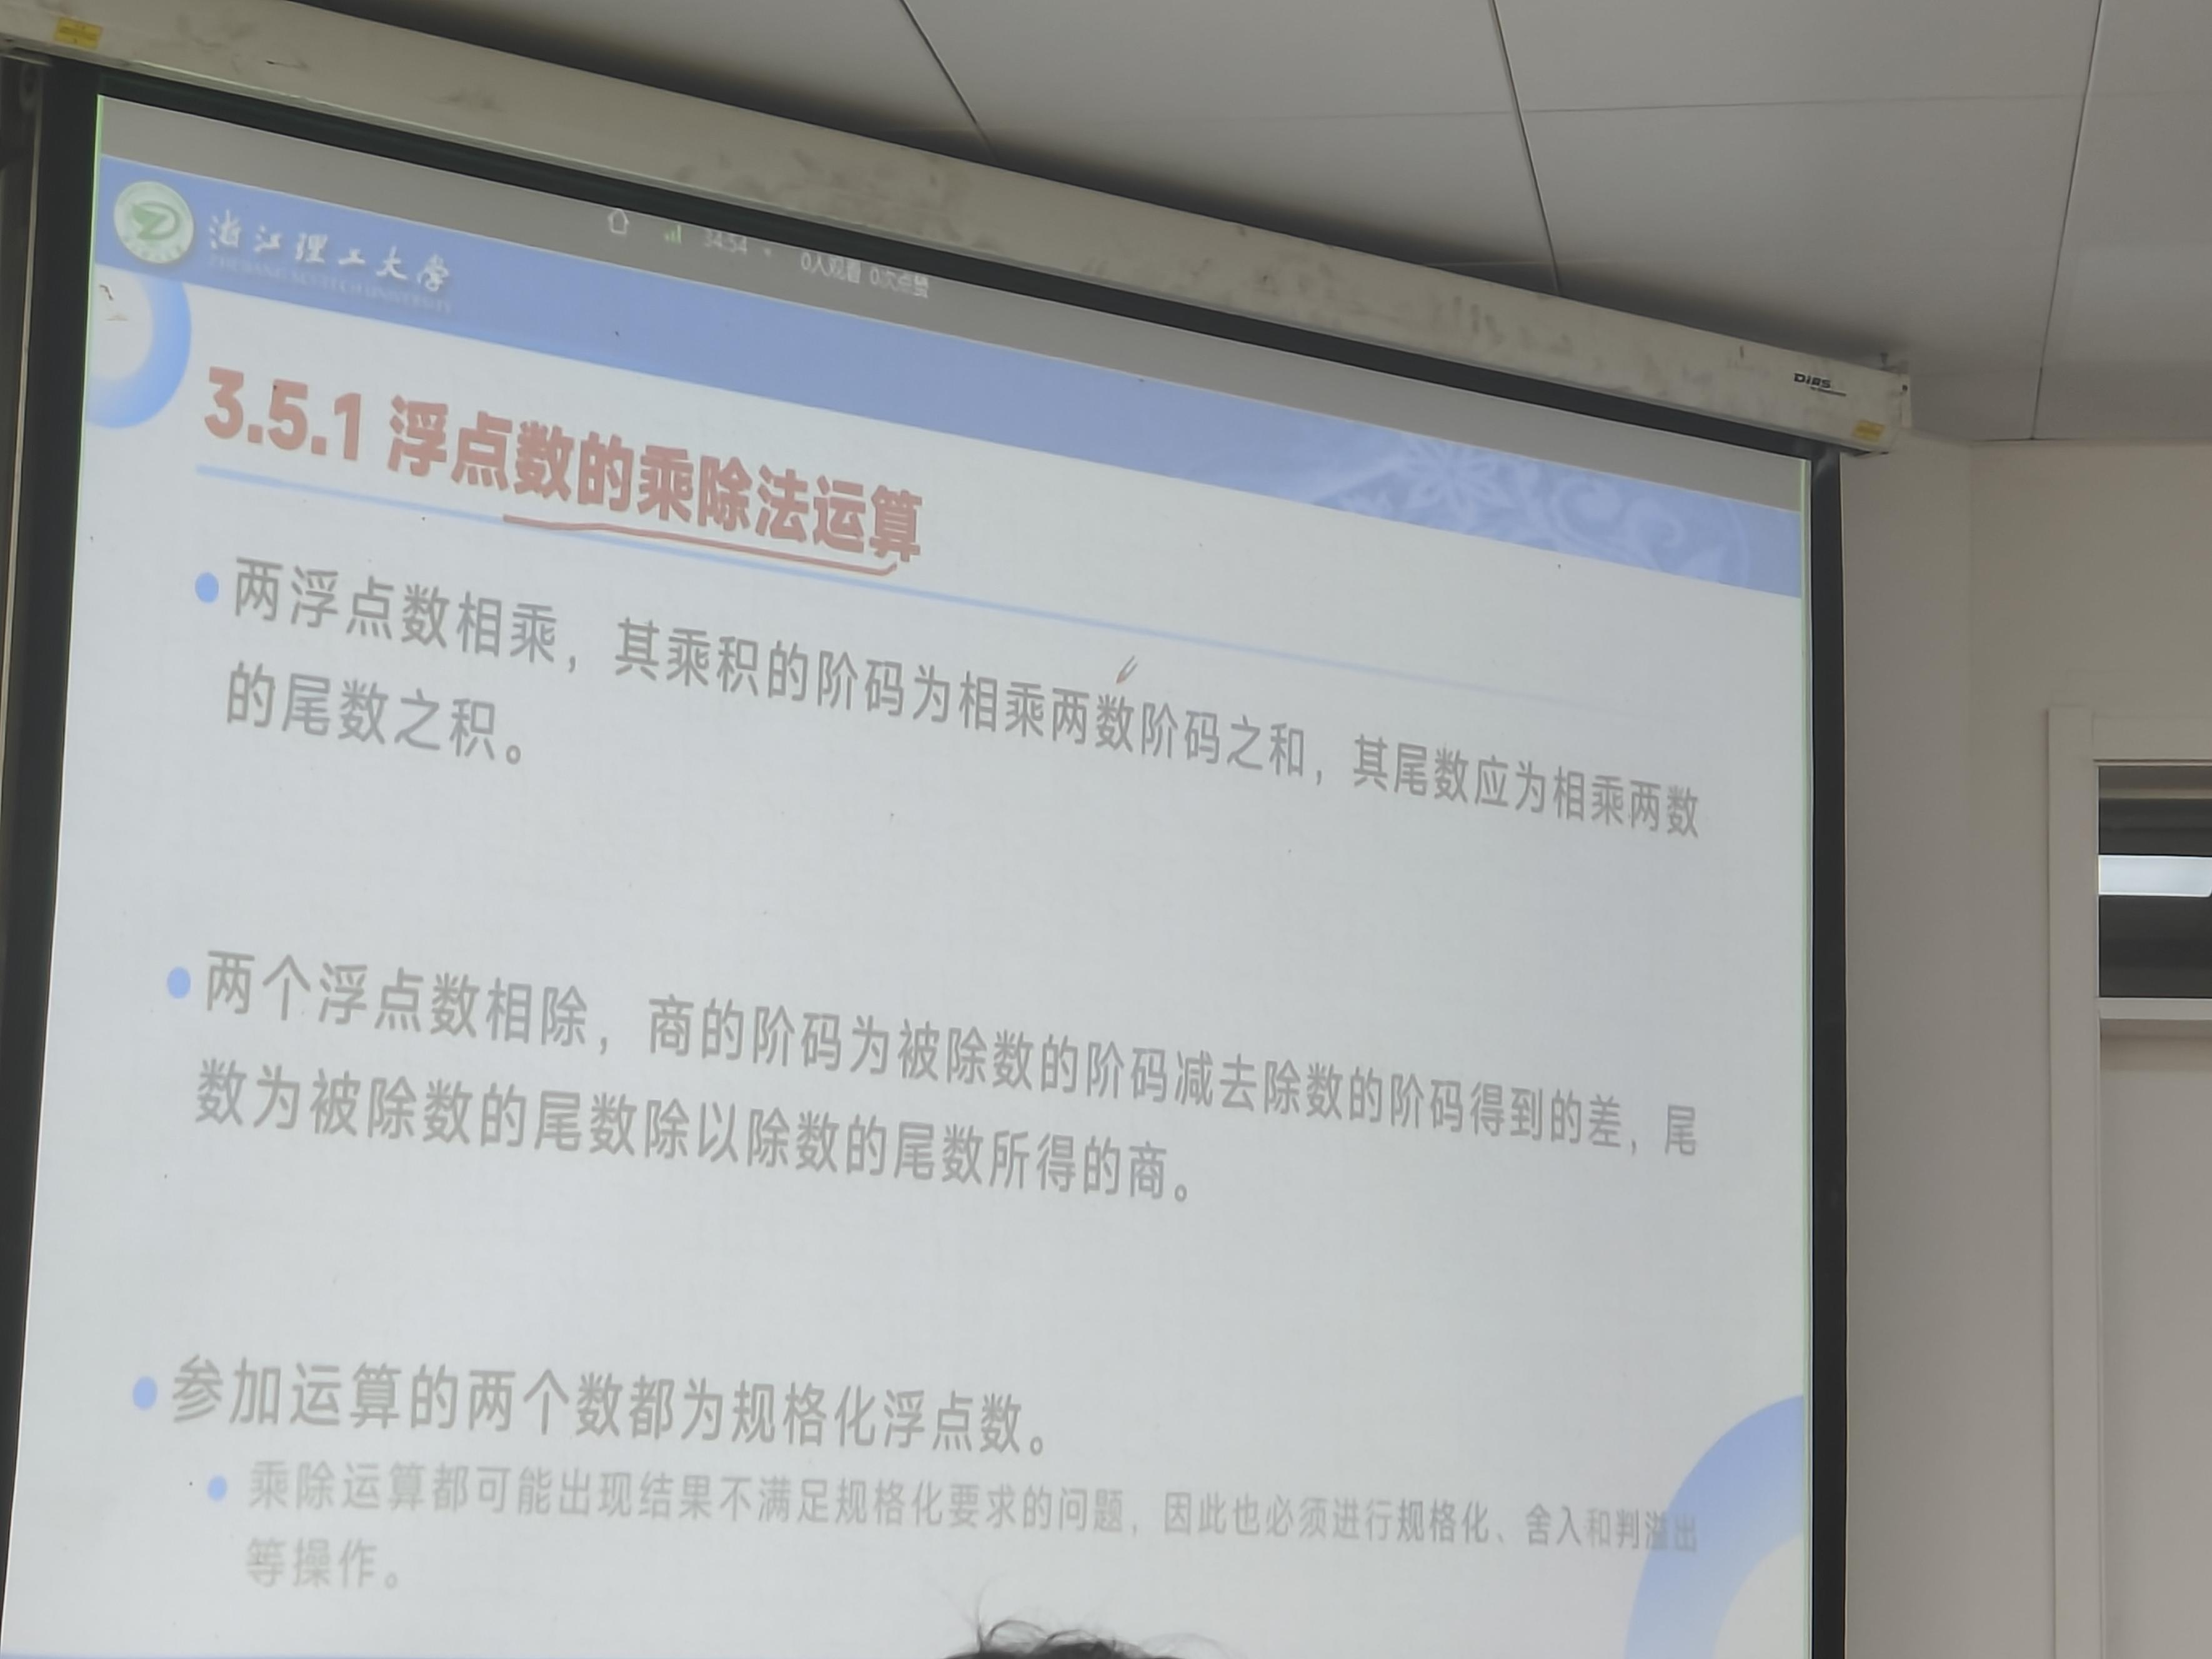 34:54
0人观看 0次点赞
DiRS
浙江理工大学
3.5.1 浮点数的乘除法运算
两浮点数相乘，其乘积的阶码为相乘两数阶码之和，其尾数应为相乘两数
的尾数之积。
两个浮点数相除，商的阶码为被除数的阶码减去除数的阶码得到的差，尾
数为被除数的尾数除以除数的尾数所得的商。
参加运算的两个数都为规格化浮点数。
乘除运算都可能出现结果不满足规格化要求的问题，因此也必须进行规格化、舍入和判溢出
等操作。